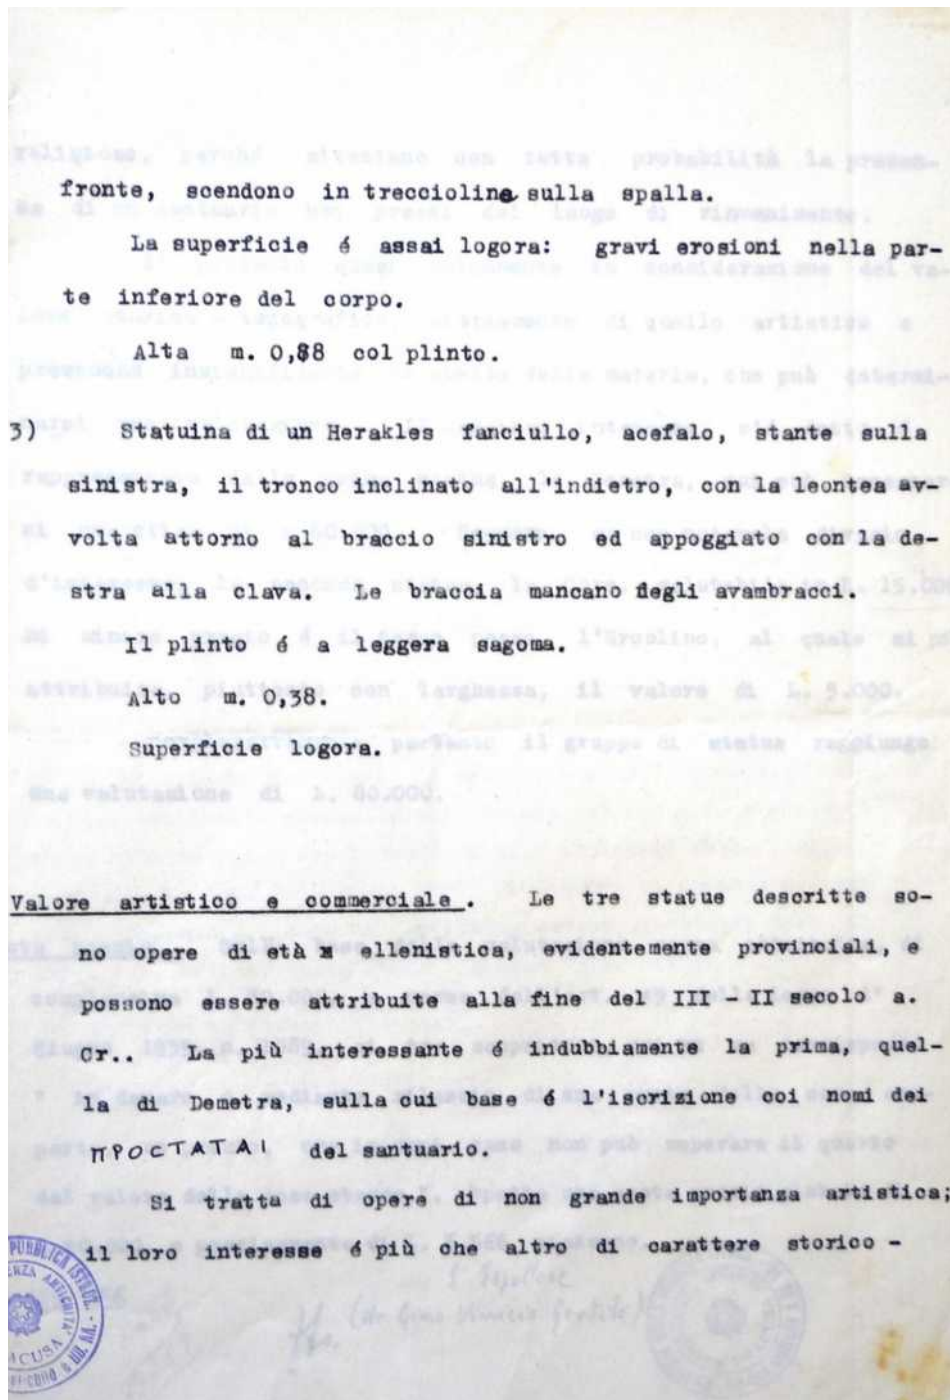 fronte, scendono in treccioline sulla spalla.
La superficie é assai logora: gravi erosioni nella par-
te inferiore del corpo.
Alta m. 0,88 col plinto.
3) Statuina di un Herakles fanciullo, acefalo, stante sulla
sinistra, il tronco inclinato all'indietro, con la leontea av-
volta attorno al braccio sinistro ed appoggiato con la de-
stra alla clava. Le braccia mancano degli avambracci.
Il plinto é a leggera sagoma.
Alto m. 0,38.
Superficie logora.
Valore artistico e commerciale. Le tre statue descritte so-
no opere di età x ellenistica, evidentemente provinciali, e
possono essere attribuite alla fine del III - II secolo a.
Cr.. La più interessante é indubbiamente la prima, quel-
la di Demetra, sulla cui base é l'iscrizione coi nomi dei
ΠΡΟCΤΑΤΑΙ del santuario.
Si tratta di opere di non grande importanza artistica;
il loro interesse é più che altro di carattere storico -